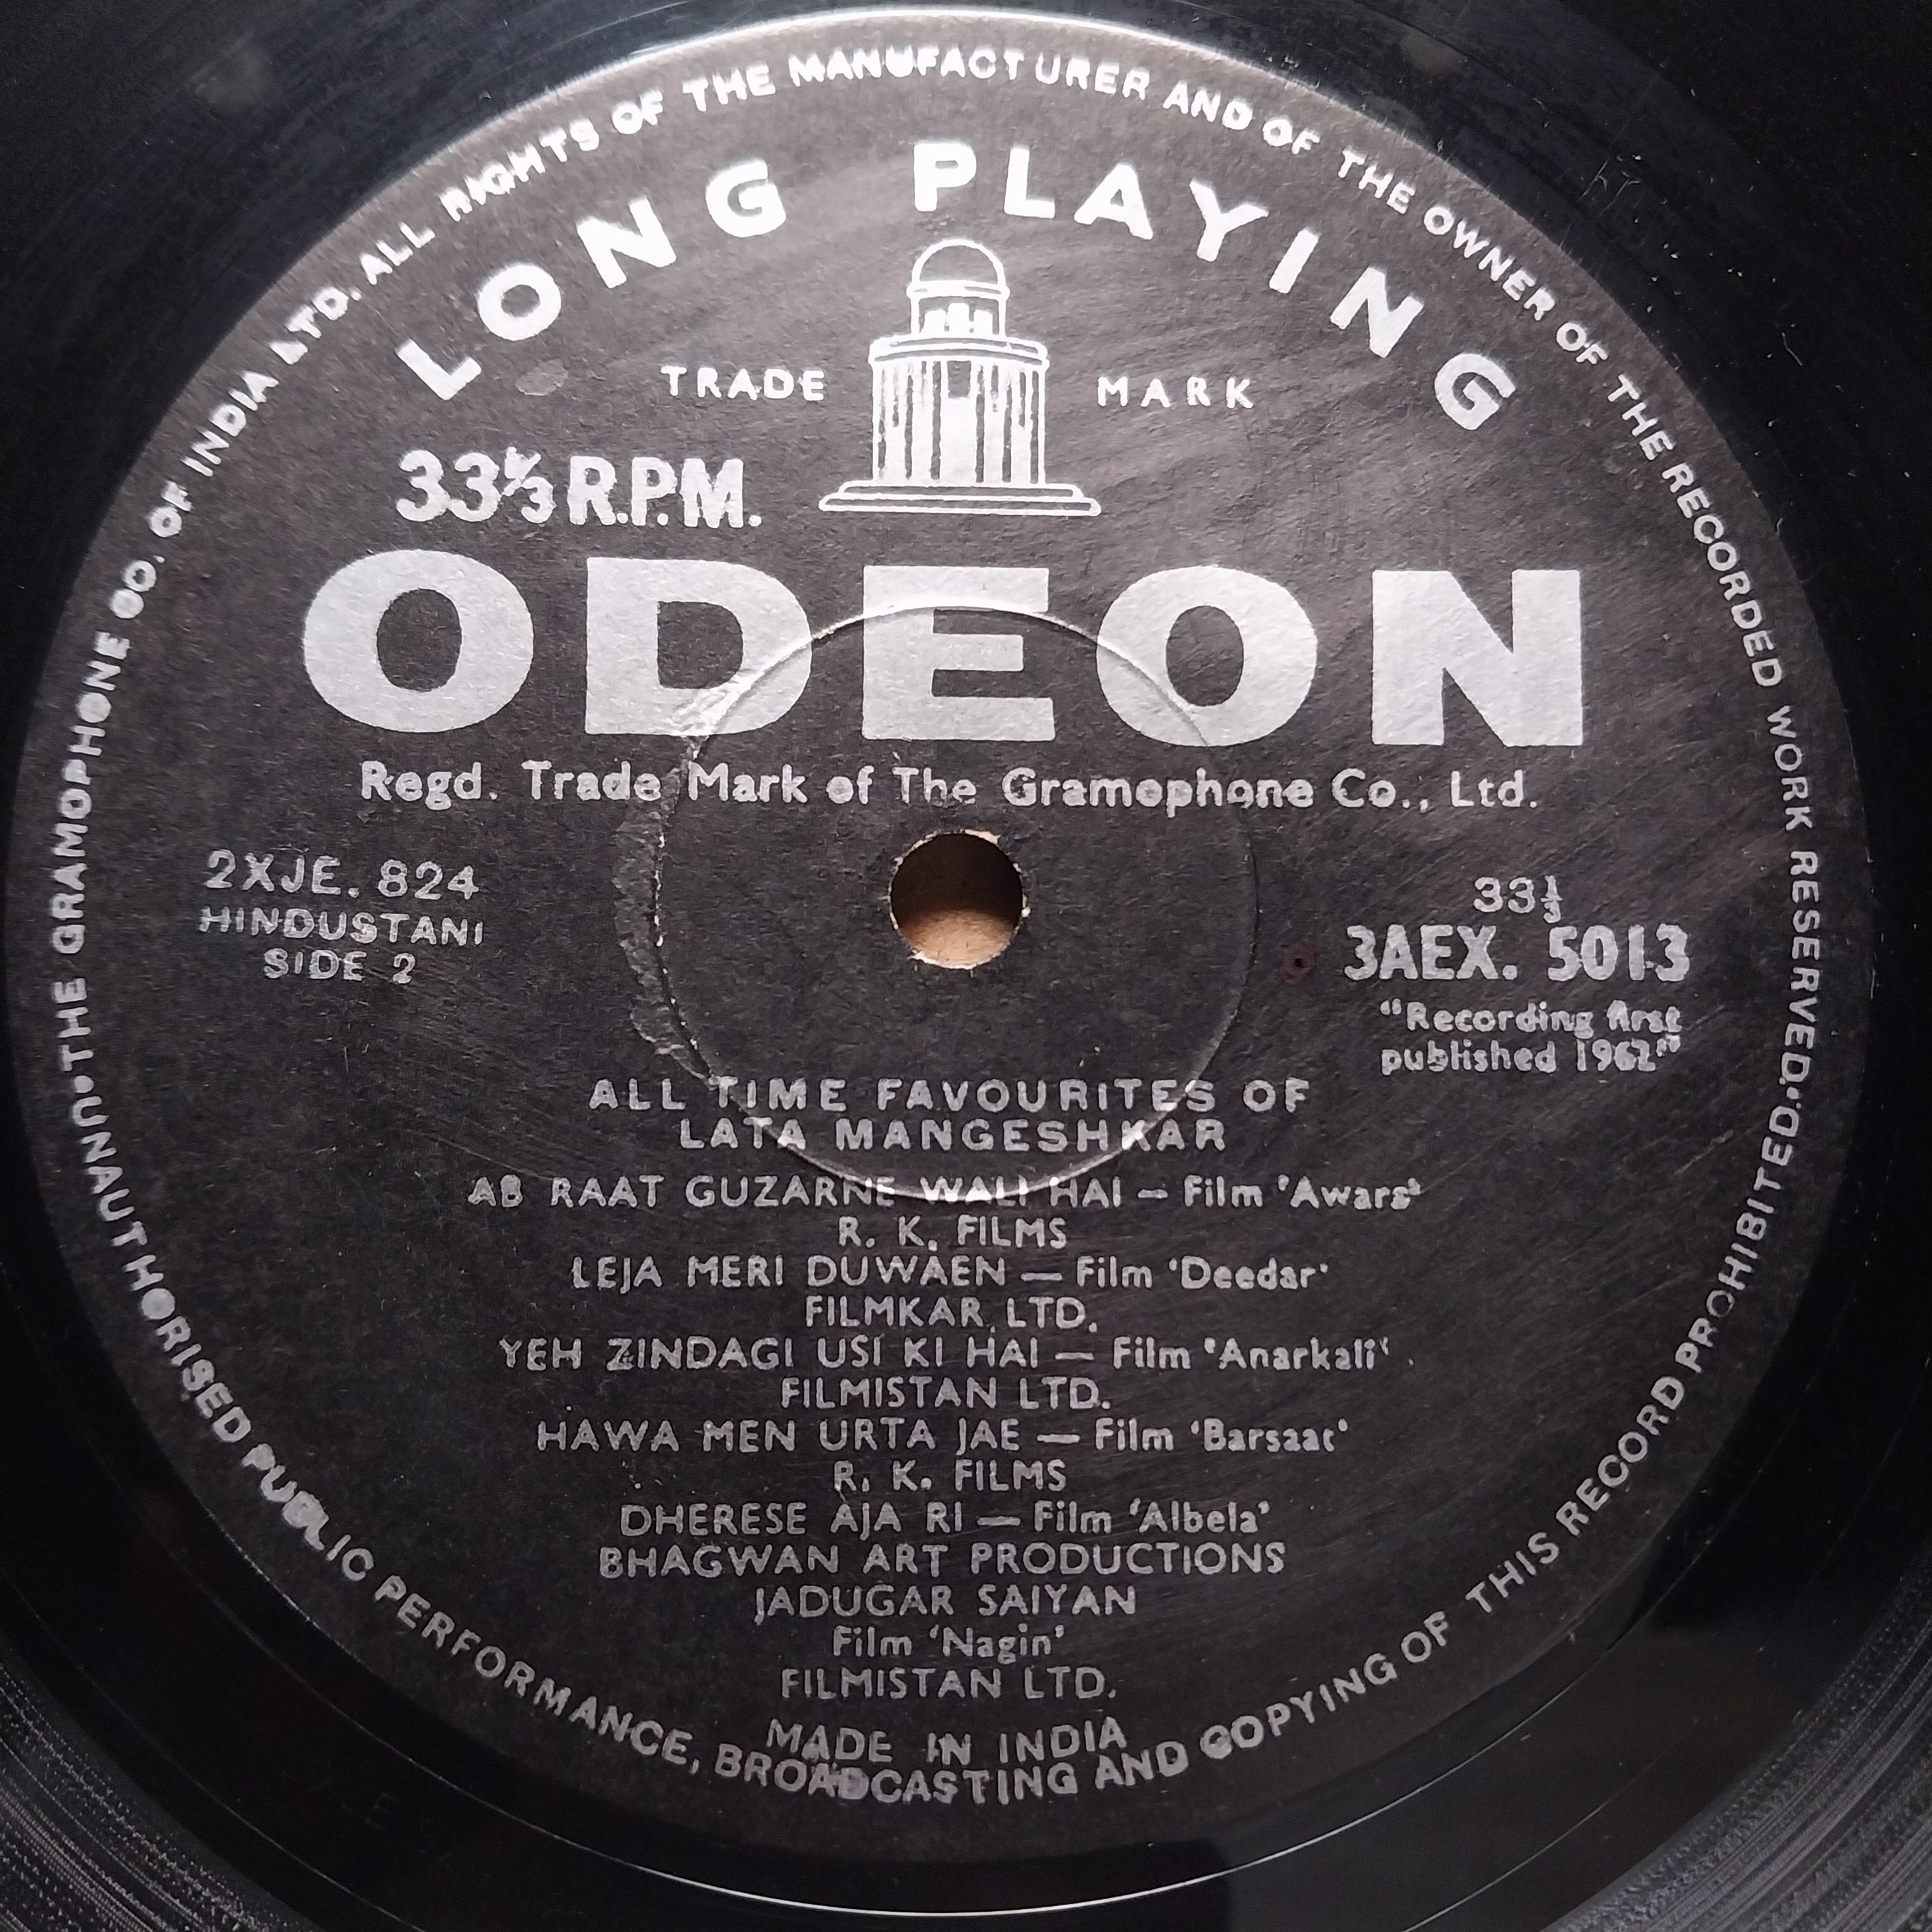 THE GRAMOPHONE CO. OF INDIA LTD. ALL RIGHTS OF THE MANUFACTURER AND OF THE OWNER OF THE RECORDED WORK RESERVED.
UNAUTHORISED PUBLIC PERFORMANCE, BROADCASTING AND COPYING OF THIS RECORD PROHIBITED.
LONG PLAYING
TRADE MARK
33⅓ R.P.M.
ODEON
Regd. Trade Mark of The Gramophone Co., Ltd.
2XJE. 824
HINDUSTANI
SIDE 2
33⅓
3AEX. 5013
"Recording first
published 1962"
ALL TIME FAVOURITES OF
LATA MANGESHKAR
AB RAAT GUZARNE WALI HAI — Film 'Awara'
R. K. FILMS
LEJA MERI DUWAEN — Film 'Deedar'
FILMKAR LTD.
YEH ZINDAGI USI KI HAI — Film 'Anarkali'
FILMISTAN LTD.
HAWA MEN URTA JAE — Film 'Barsaat'
R. K. FILMS
DHERESE AJA RI — Film 'Albela'
BHAGWAN ART PRODUCTIONS
JADUGAR SAIYAN
Film 'Nagin'
FILMISTAN LTD.
MADE IN INDIA